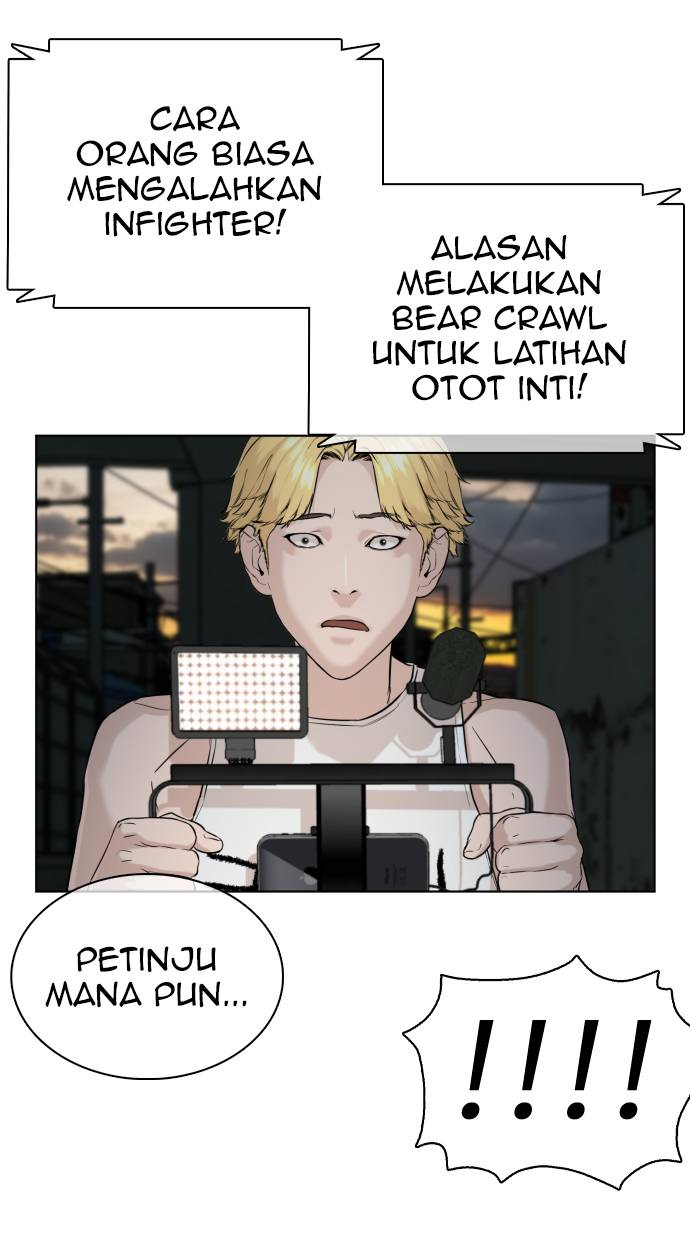 CARA
ORANG BIASA
MENGALAHKAN
INFIGHTER!
ALASAN
MELAKUKAN
BEAR CRAWL
UNTUK LATIHAN
OTOT INTI!
PETINJU
MANA PUN...
!!!!